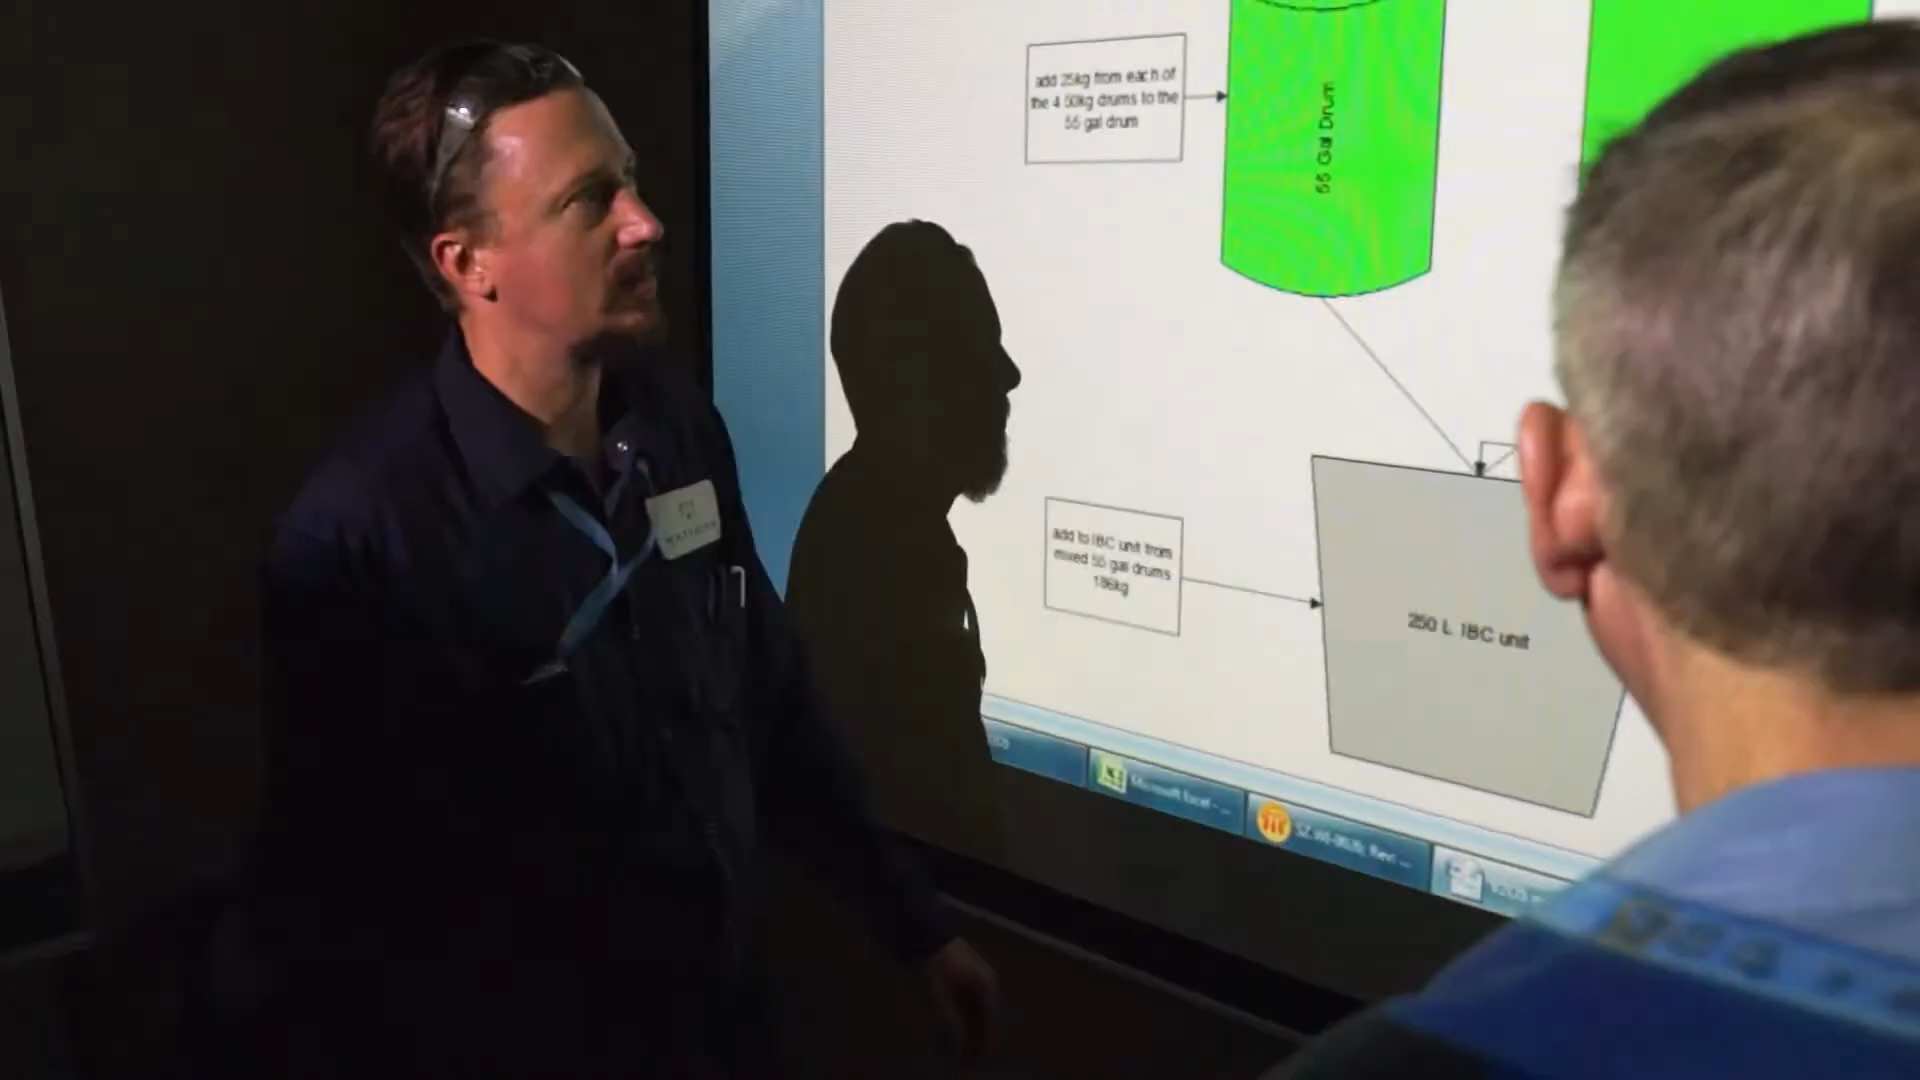 add 25kg from each of
the 4 50kg drums to the
55 gal drum
55 Gal Drum
add to IBC unit from
mixed 55 gal drums
186kg
250 L IBC unit
Microsoft Excel - ...